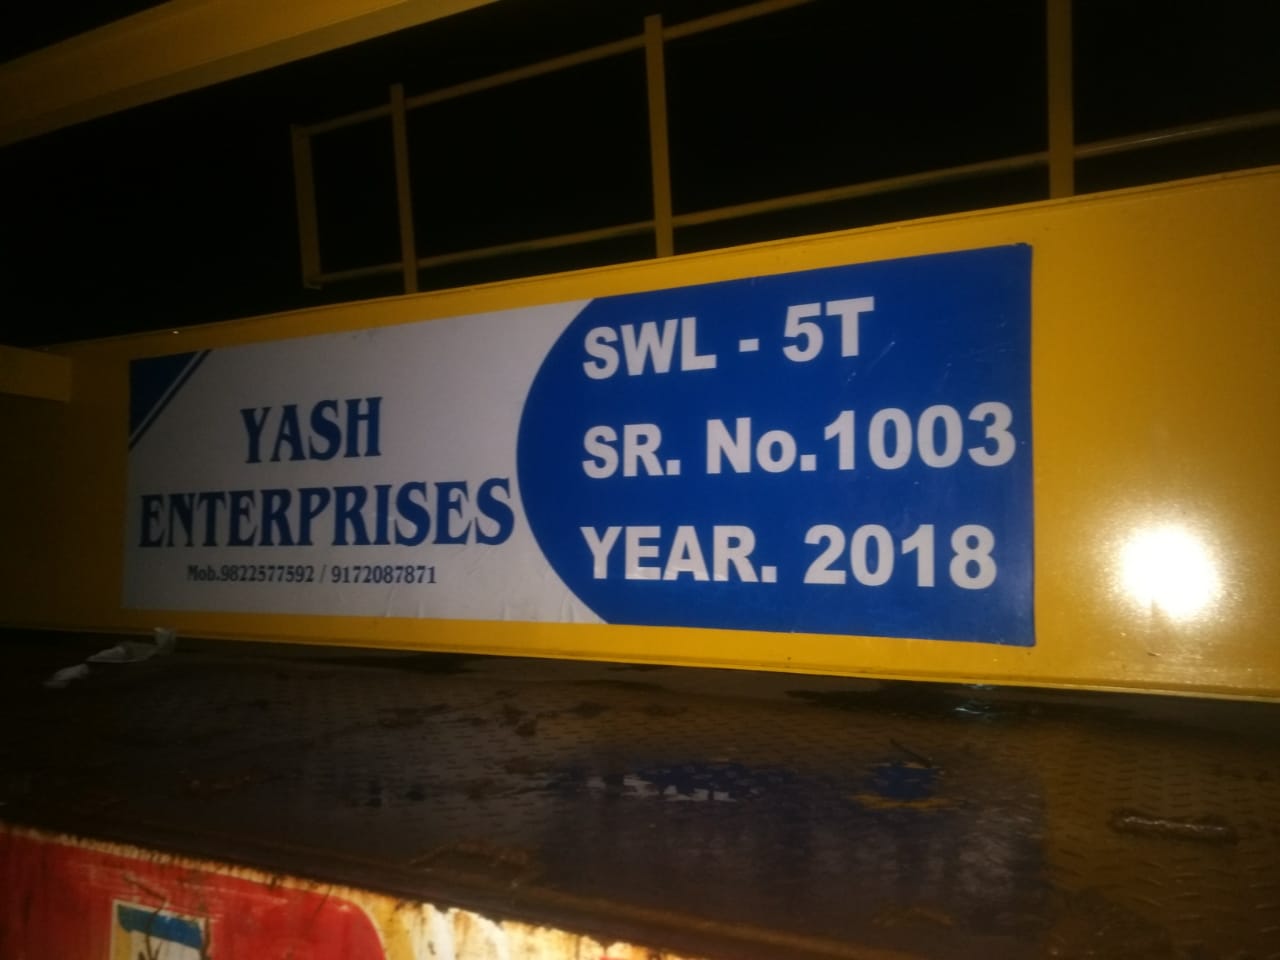 YASH
ENTERPRISES
Mob.9822577592 / 9172087871
SWL - 5T
SR. No.1003
YEAR. 2018